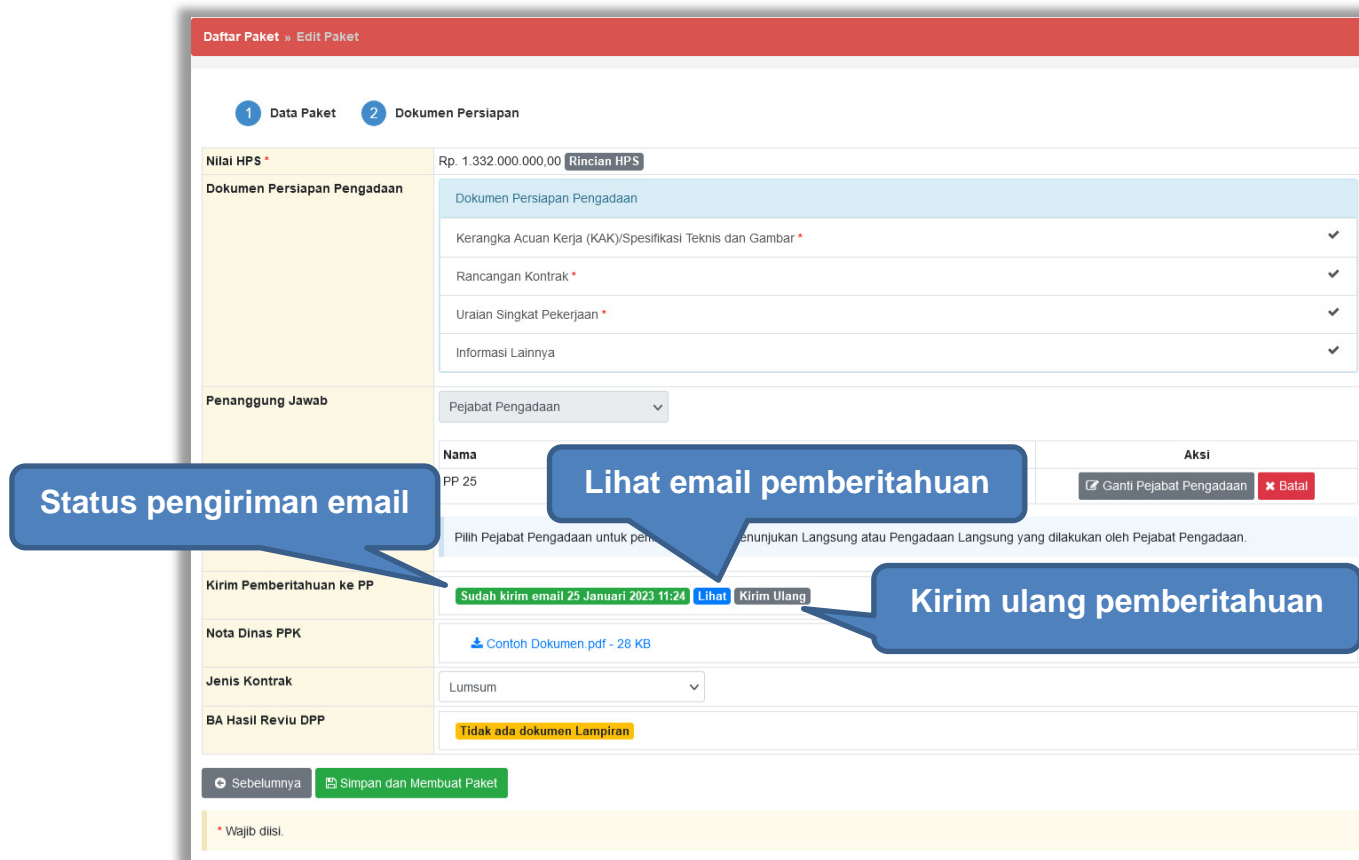 Daftar Paket » Edit Paket
1 Data Paket 2 Dokumen Persiapan
Nilai HPS * Rp. 1.332.000.000,00 Rincian HPS
Dokumen Persiapan Pengadaan
Dokumen Persiapan Pengadaan
Kerangka Acuan Kerja (KAK)/Spesifikasi Teknis dan Gambar *
Rancangan Kontrak *
Uraian Singkat Pekerjaan *
Informasi Lainnya
Penanggung Jawab Pejabat Pengadaan
Nama Aksi
PP 25 Ganti Pejabat Pengadaan Batal
Lihat email pemberitahuan
Status pengiriman email
Pilih Pejabat Pengadaan untuk Langsung atau Pengadaan Langsung yang dilakukan oleh Pejabat Pengadaan.
Kirim Pemberitahuan ke PP Sudah kirim email 25 Januari 2023 11:24 Lihat Kirim Ulang
Kirim ulang pemberitahuan
Nota Dinas PPK Contoh Dokumen.pdf - 28 KB
Jenis Kontrak Lumsum
BA Hasil Reviu DPP Tidak ada dokumen Lampiran
Sebelumnya Simpan dan Membuat Paket
* Wajib diisi.